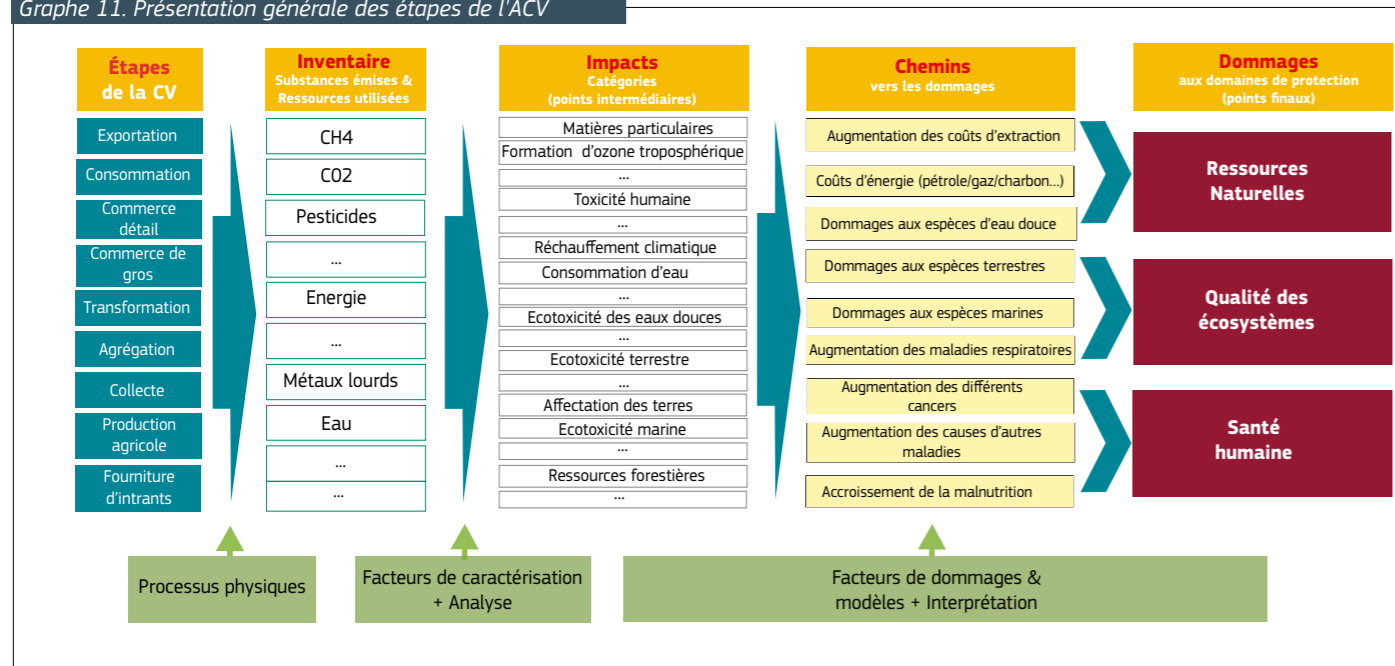 Graphe 11. Présentation générale des étapes de l'ACV
Étapes
de la CV
Exportation
Consommation
Commerce
détail
Commerce de
gros
Transformation
Agrégation
Collecte
Production
agricole
Fourniture
d'intrants
Inventaire
Substances émises &
Ressources utilisées
CH4
CO2
Pesticides
...
Energie
...
Métaux lourds
Eau
...
...
Impacts
Catégories
(points intermédiaires)
Matières particulaires
Formation d'ozone troposphérique
...
Toxicité humaine
...
Réchauffement climatique
Consommation d'eau
...
Ecotoxicité des eaux douces
...
Ecotoxicité terrestre
...
Affectation des terres
Ecotoxicité marine
...
Ressources forestières
...
Chemins
vers les dommages
Augmentation des coûts d'extraction
Coûts d'énergie (pétrole/gaz/charbon...)
Dommages aux espèces d'eau douce
Dommages aux espèces terrestres
Dommages aux espèces marines
Augmentation des maladies respiratoires
Augmentation des différents
cancers
Augmentation des causes d'autres
maladies
Accroissement de la malnutrition
Dommages
aux domaines de protection
(points finaux)
Ressources
Naturelles
Qualité des
écosystèmes
Santé
humaine
Processus physiques
Facteurs de caractérisation
+ Analyse
Facteurs de dommages &
modèles + Interprétation